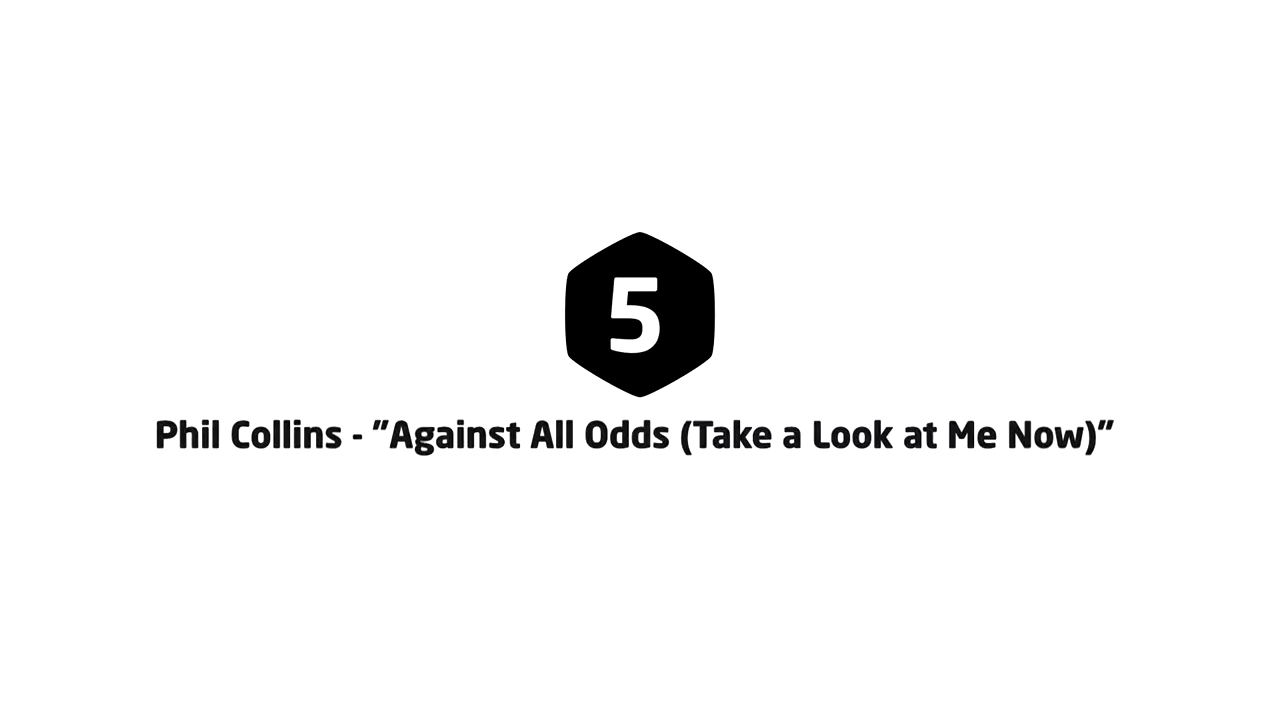 5
Phil Collins - ”Against All Odds (Take a Look at Me Now)”